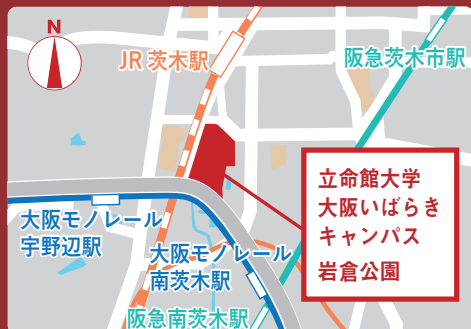 N
JR 茨木駅
阪急茨木市駅
立命館大学
大阪いばらき
キャンパス
岩倉公園
大阪モノレール
宇野辺駅
大阪モノレール
南茨木駅
阪急南茨木駅